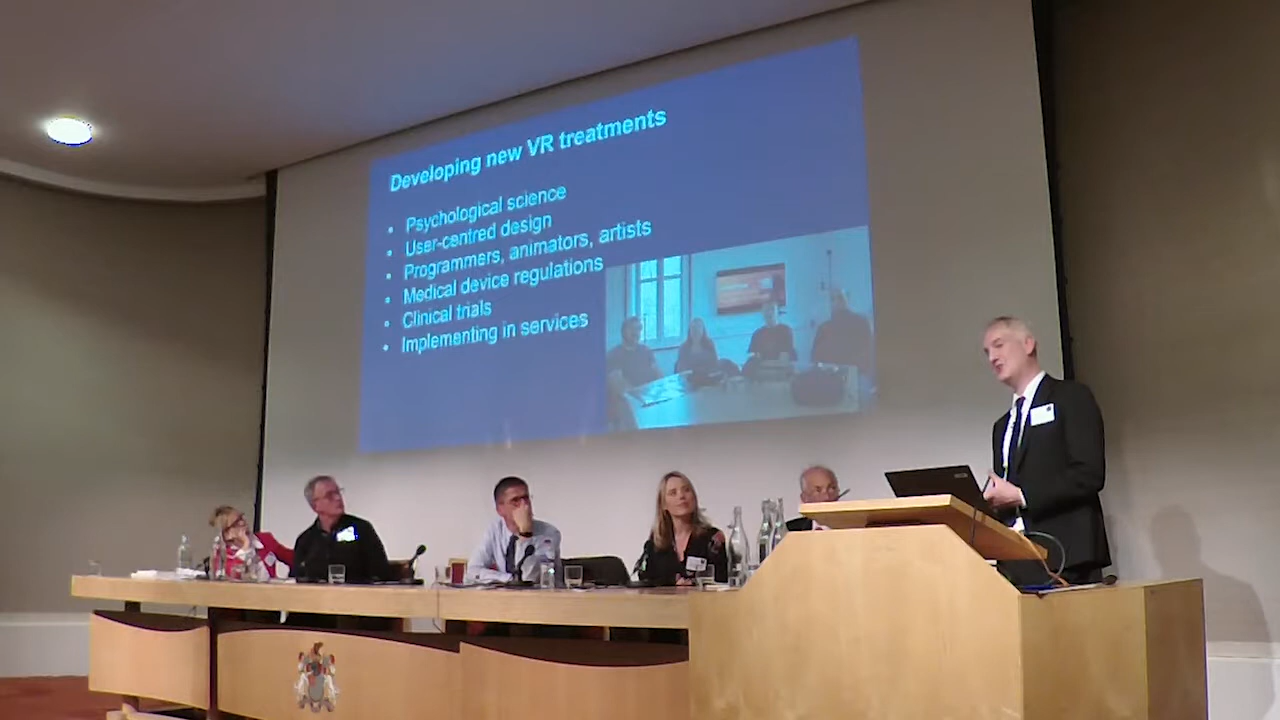 Developing new VR treatments
• Psychological science
• User-centred design
• Programmers, animators, artists
• Medical device regulations
• Clinical trials
• Implementing in services